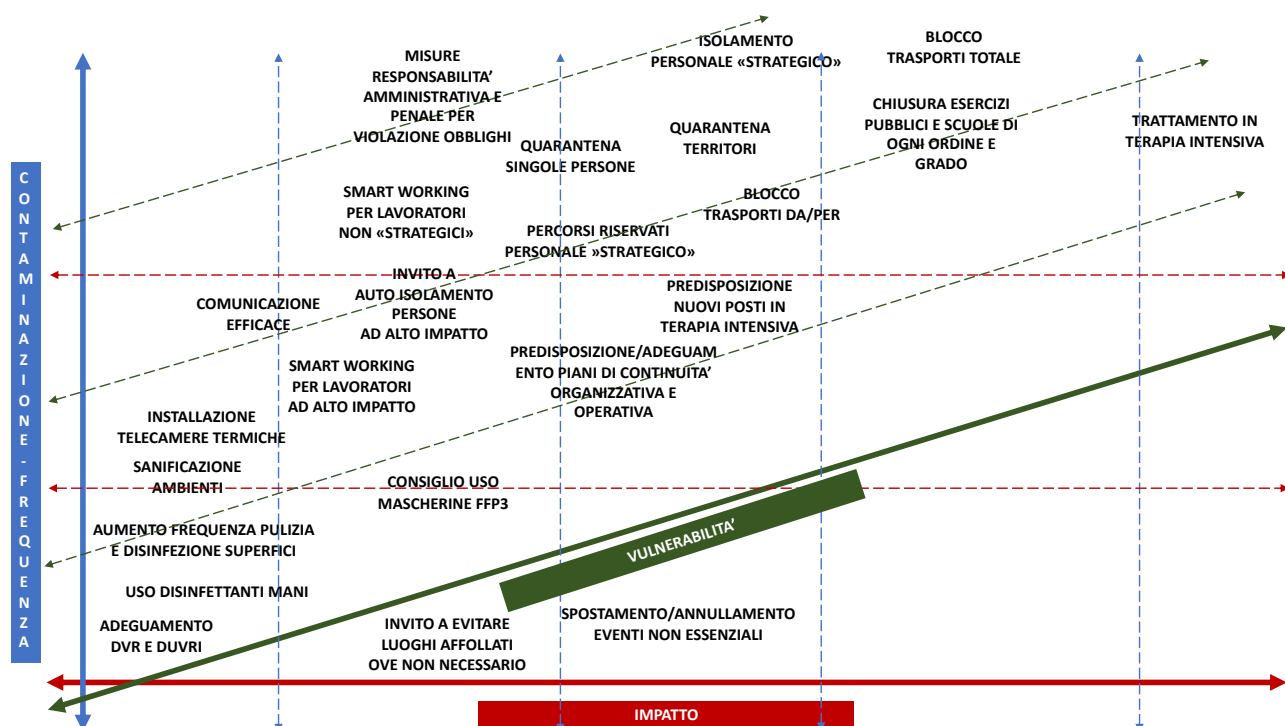 MISURE
RESPONSABILITA’
AMMINISTRATIVA E
PENALE PER
VIOLAZIONE OBBLIGHI
ISOLAMENTO
PERSONALE «STRATEGICO»
BLOCCO
TRASPORTI TOTALE
QUARANTENA
SINGOLE PERSONE
QUARANTENA
TERRITORI
CHIUSURA ESERCIZI
PUBBLICI E SCUOLE DI
OGNI ORDINE E
GRADO
TRATTAMENTO IN
TERAPIA INTENSIVA
SMART WORKING
PER LAVORATORI
NON «STRATEGICI»
PERCORSI RISERVATI
PERSONALE »STRATEGICO»
BLOCCO
TRASPORTI DA/PER
COMUNICAZIONE
EFFICACE
INVITO A
AUTO ISOLAMENTO
PERSONE
AD ALTO IMPATTO
PREDISPOSIZIONE
NUOVI POSTI IN
TERAPIA INTENSIVA
SMART WORKING
PER LAVORATORI
AD ALTO IMPATTO
PREDISPOSIZIONE/ADEGUAM
ENTO PIANI DI CONTINUITA’
ORGANIZZATIVA E
OPERATIVA
INSTALLAZIONE
TELECAMERE TERMICHE
SANIFICAZIONE
AMBIENTI
CONSIGLIO USO
MASCHERINE FFP3
AUMENTO FREQUENZA PULIZIA
E DISINFEZIONE SUPERFICI
USO DISINFETTANTI MANI
ADEGUAMENTO
DVR E DUVRI
INVITO A EVITARE
LUOGHI AFFOLLATI
OVE NON NECESSARIO
SPOSTAMENTO/ANNULLAMENTO
EVENTI NON ESSENZIALI
CONTAMINAZIONE-FREQUENZA
VULNERABILITA’
IMPATTO